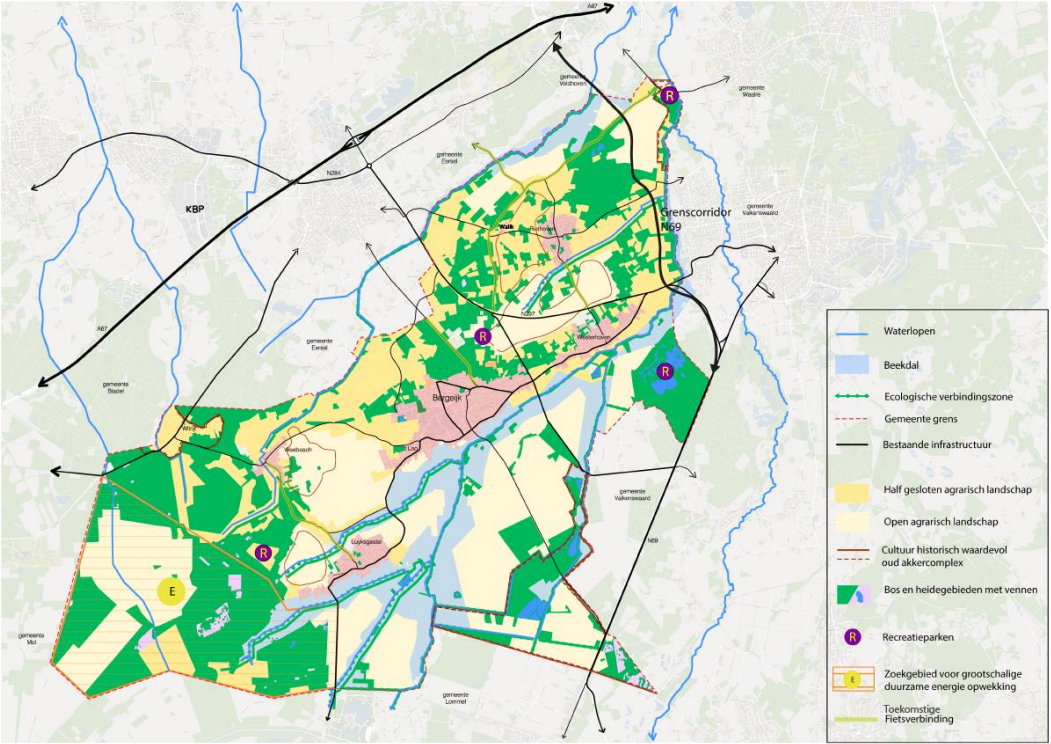 A67
gemeente
Veldhoven
R
gemeente
Waalre
gemeente
Eersel
N284
KBP
gemeente
Valkenswaard
Grenscorridor
N69
Walik
Riethoven
A67
gemeente
Eersel
N397
R
Westerhoven
R
gemeente
Bladel
Bergeijk
Witrijt
't Loo
Weebosch
gemeente
Valkenswaard
N69
Luyksgestel
R
E
gemeente
Mol
gemeente
Lommel
Waterlopen
Beekdal
Ecologische verbindingszone
Gemeente grens
Bestaande infrastructuur
Half gesloten agrarisch landschap
Open agrarisch landschap
Cultuur historisch waardevol
oud akkercomplex
Bos en heidegebieden met vennen
R
Recreatieparken
E
Zoekgebied voor grootschalige
duurzame energie opwekking
Toekomstige
Fietsverbinding